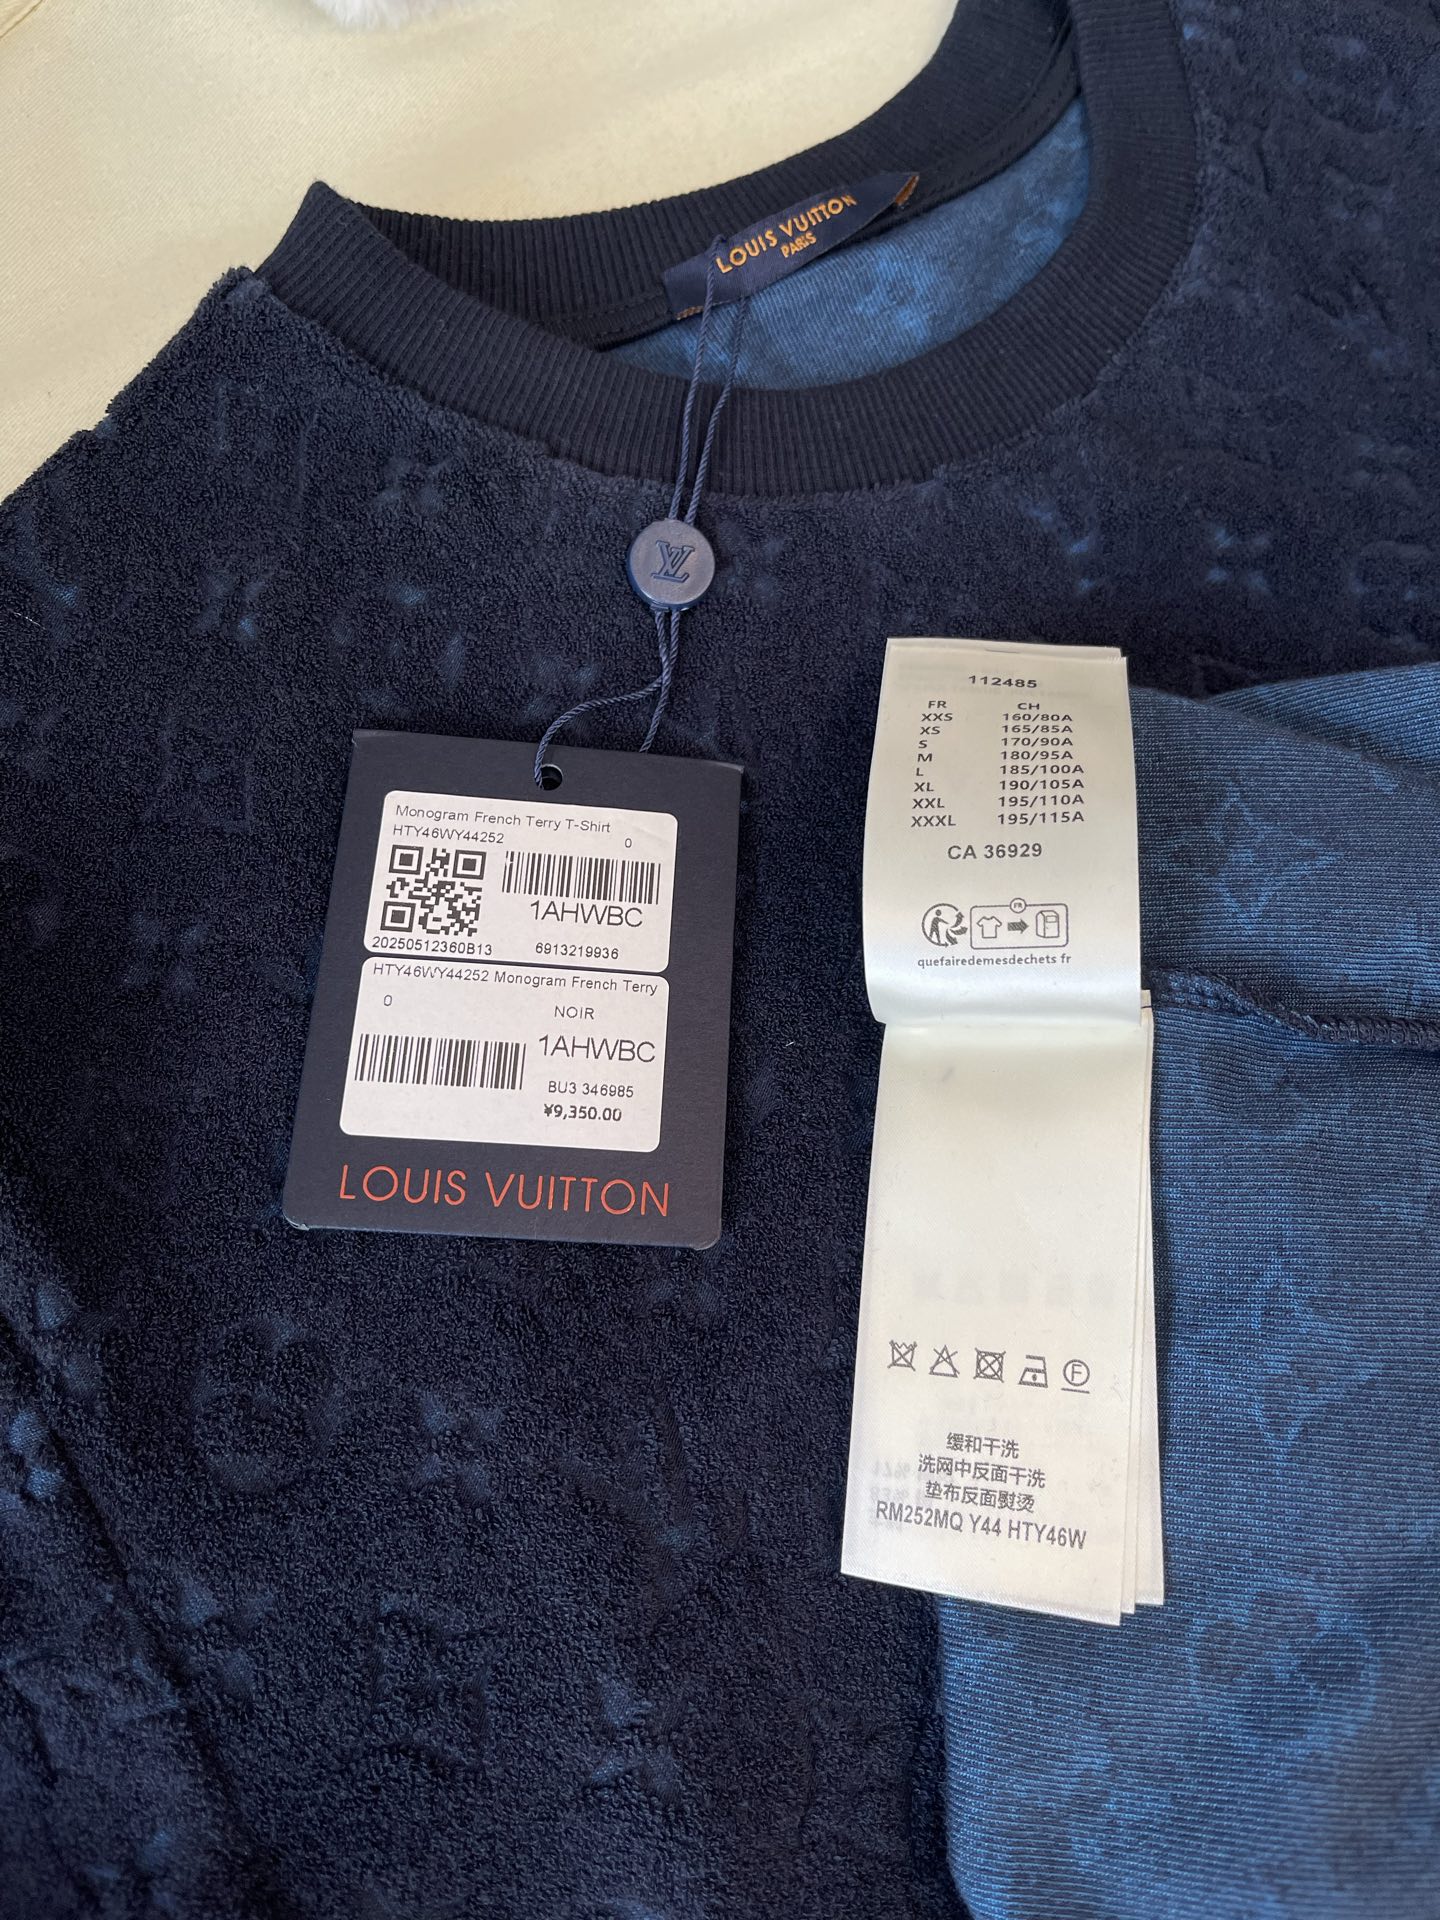 LOUIS VUITTON
PARIS
LV
Monogram French Terry T-Shirt
HTY46WY44252
0
1AHWBC
20250512360B13
6913219936
HTY46WY44252 Monogram French Terry
0
NOIR
1AHWBC
BU3 346985
¥9,350.00
LOUIS VUITTON
112485
FR CH
XXS 160/80A
XS 165/85A
S 170/90A
M 180/95A
L 185/100A
XL 190/105A
XXL 195/110A
XXXL 195/115A
CA 36929
FR
quefairedemesdechets fr
F
缓和干洗
洗网中反面干洗
垫布反面熨烫
RM252MQ Y44 HTY46W